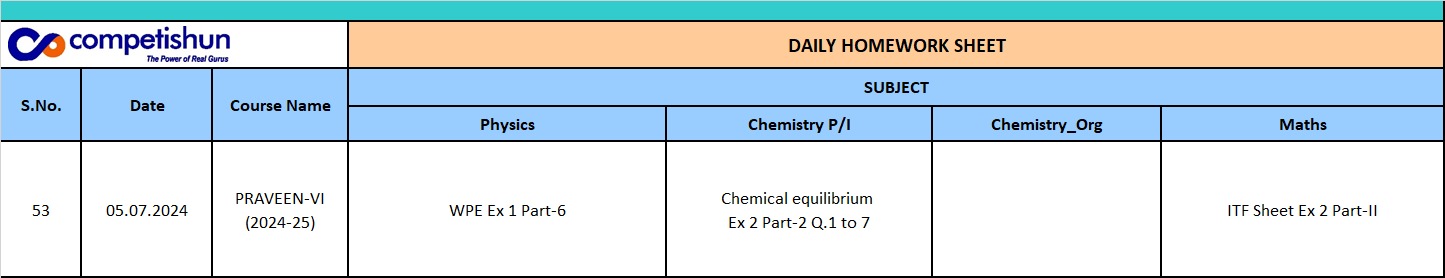 competishun
The Power of Real Gurus
DAILY HOMEWORK SHEET
S.No.
Date
Course Name
SUBJECT
Physics
Chemistry P/I
Chemistry_Org
Maths
53
05.07.2024
PRAVEEN-VI
(2024-25)
WPE Ex 1 Part-6
Chemical equilibrium
Ex 2 Part-2 Q.1 to 7
ITF Sheet Ex 2 Part-II